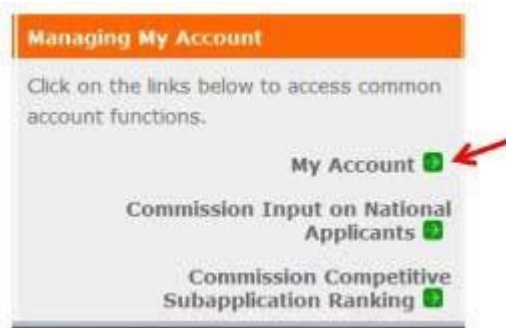 Managing My Account
Click on the links below to access common
account functions.
My Account
Commission Input on National
Applicants
Commission Competitive
Subapplication Ranking